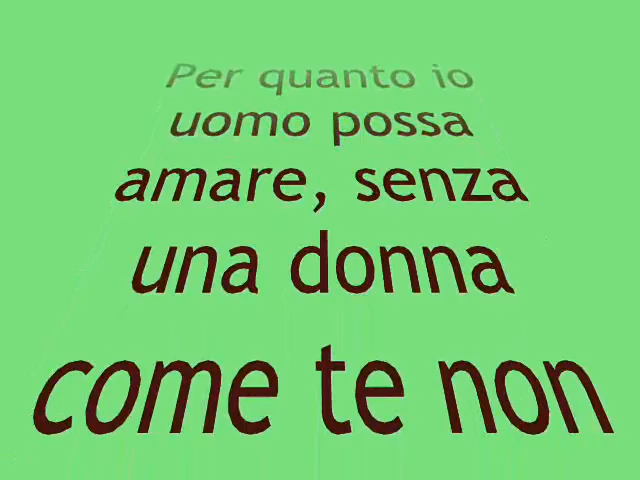 Per quanto io
uomo possa
amare, senza
una donna
come te non